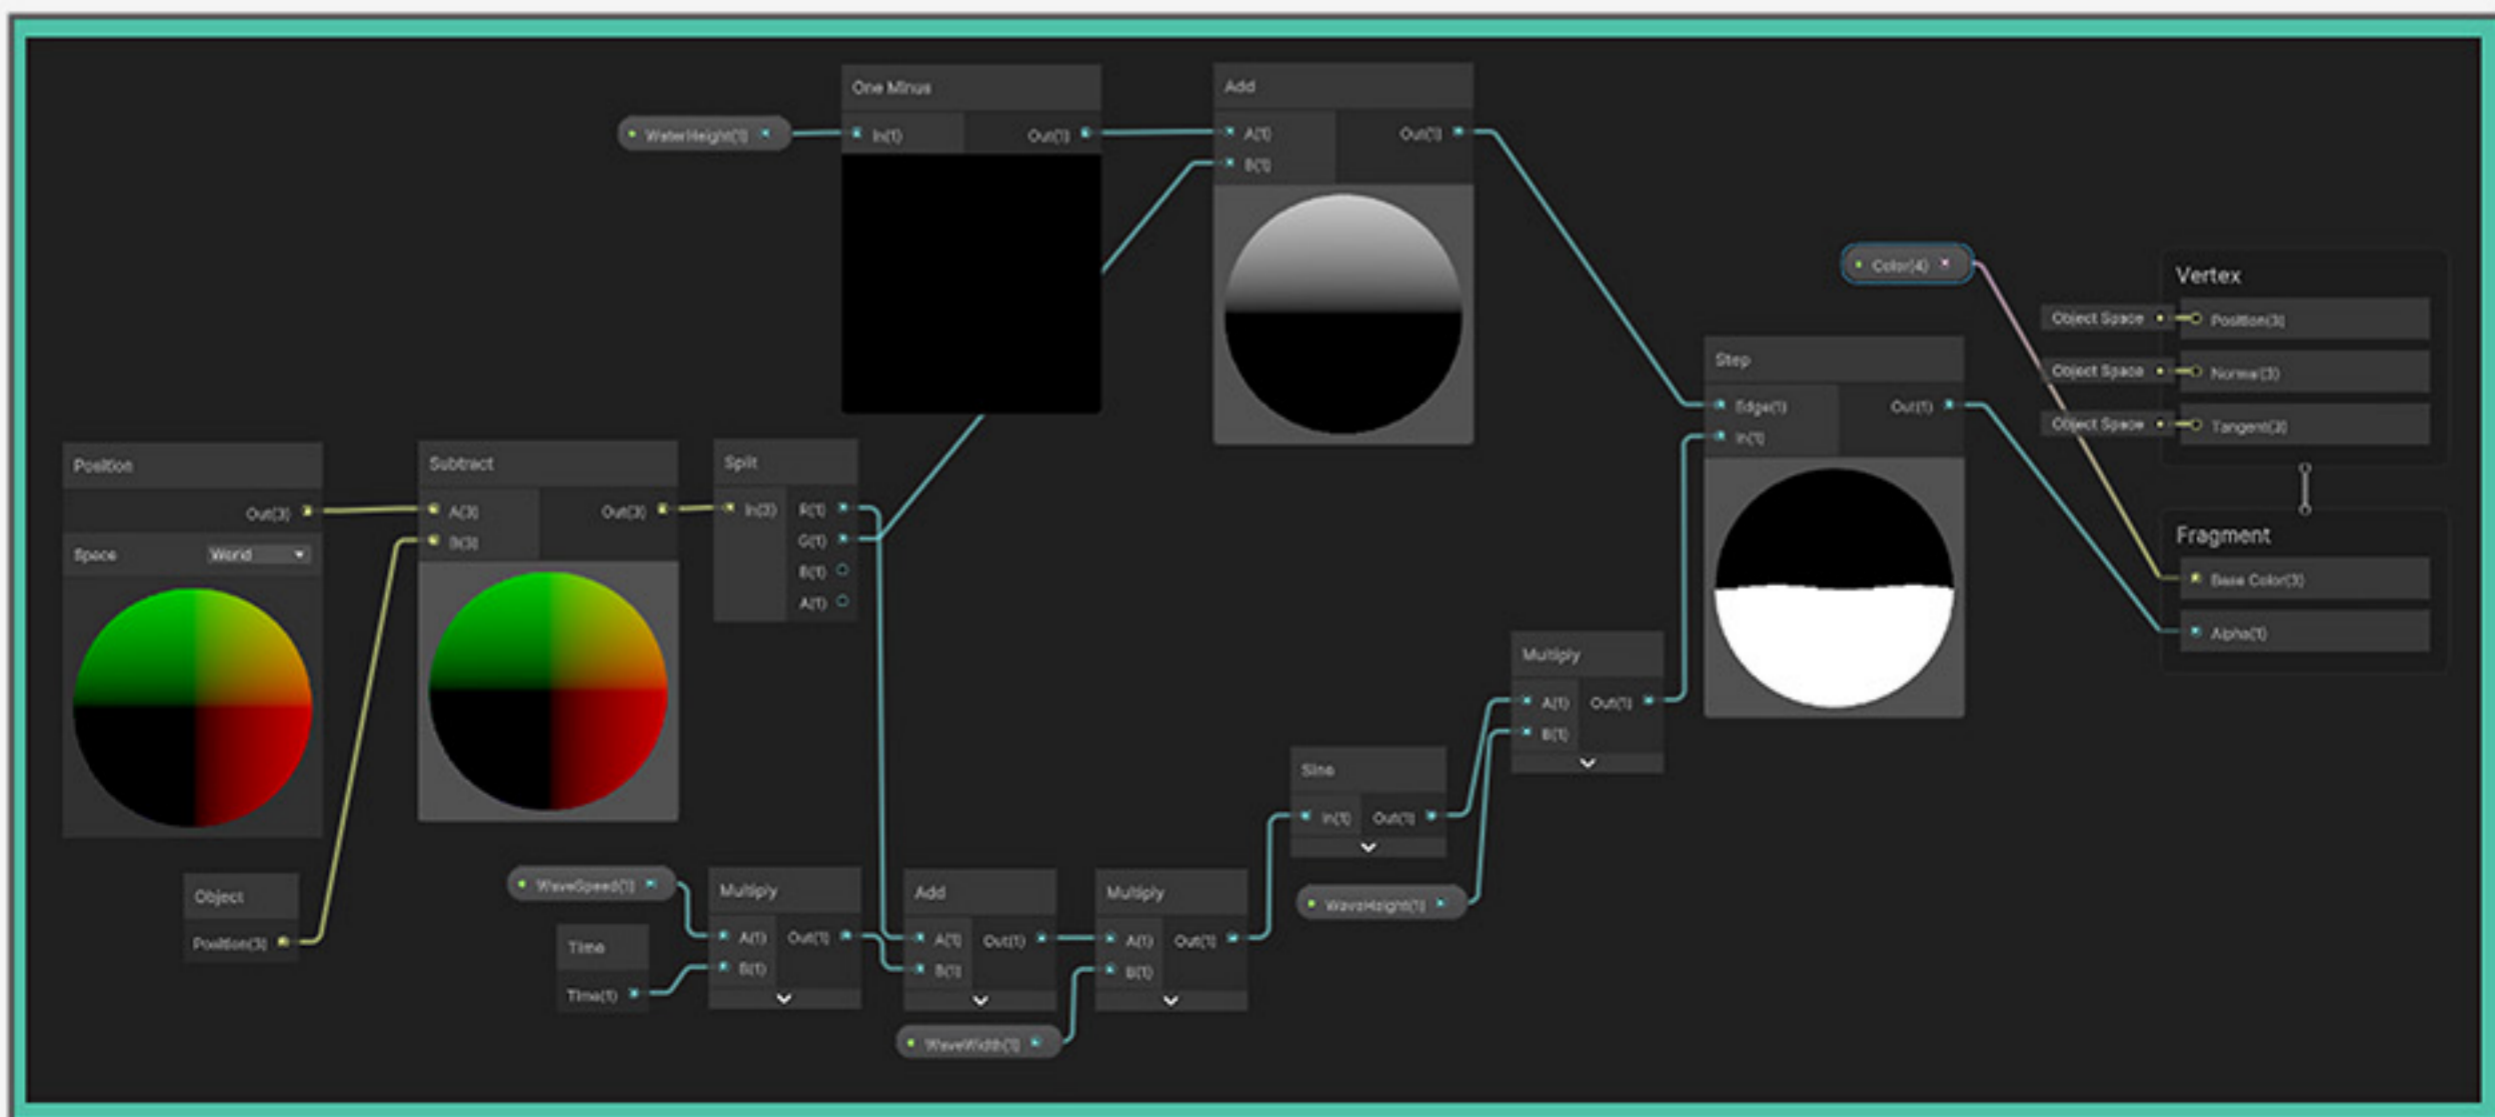 One Minus
WaterHeight(1)
In(1)
Out(1)
Add
A(1)
Out(1)
B(1)
Color(4)
Vertex
Object Space
Position(3)
Object Space
Normal(3)
Object Space
Tangent(3)
Fragment
Base Color(3)
Alpha(1)
Step
Edge(1)
Out(1)
In(1)
Position
Out(3)
Space
World
Subtract
A(3)
Out(3)
B(3)
Split
In(3)
R(1)
G(1)
B(1)
A(1)
Object
Position(3)
WaveSpeed(1)
Time
Time(1)
Multiply
A(1)
Out(1)
B(1)
Add
A(1)
Out(1)
B(1)
WaveWidth(1)
Multiply
A(1)
Out(1)
B(1)
Sine
In(1)
Out(1)
WaveHeight(1)
Multiply
A(1)
Out(1)
B(1)